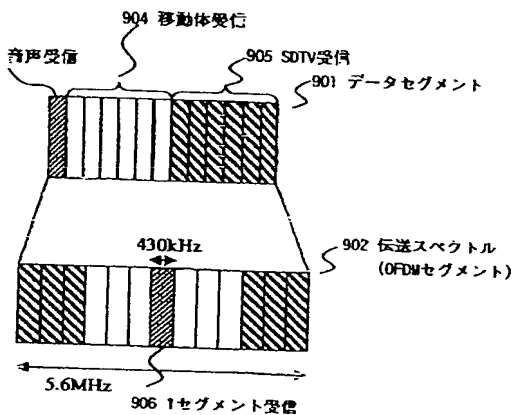 904 移動体受信
音声受信
905 SDTV受信
901 データセグメント
430kHz
902 伝送スペクトル
(OFDMセグメント)
5.6MHz
906 1セグメント受信